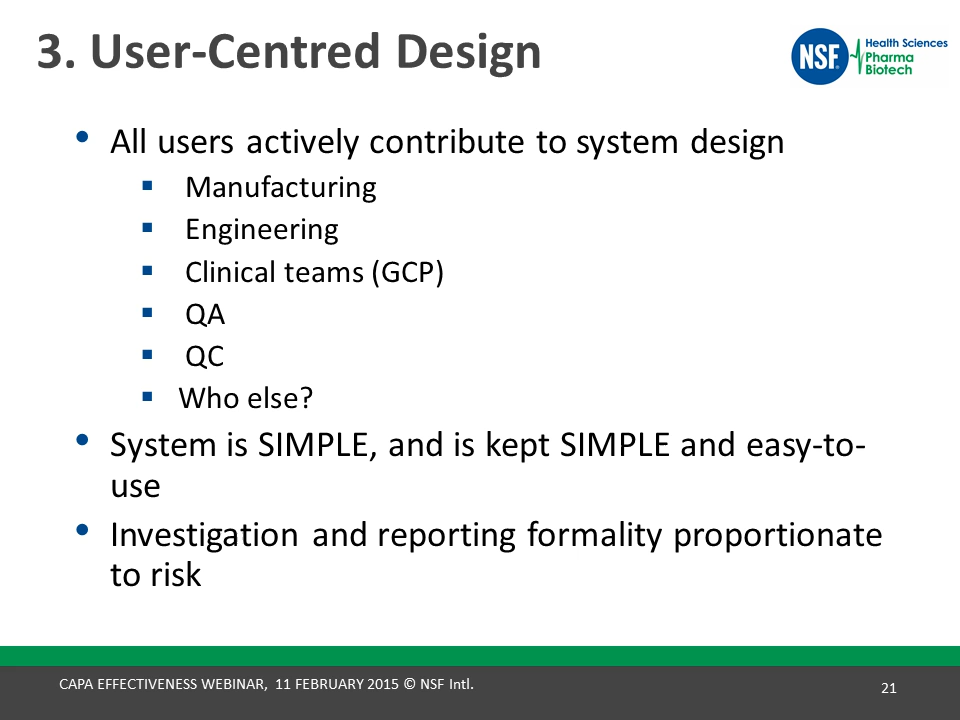 3. User-Centred Design
NSF
Health Sciences
Pharma
Biotech
• All users actively contribute to system design
▪ Manufacturing
▪ Engineering
▪ Clinical teams (GCP)
▪ QA
▪ QC
▪ Who else?
• System is SIMPLE, and is kept SIMPLE and easy-to-
use
• Investigation and reporting formality proportionate
to risk
CAPA EFFECTIVENESS WEBINAR, 11 FEBRUARY 2015 © NSF Intl.
21